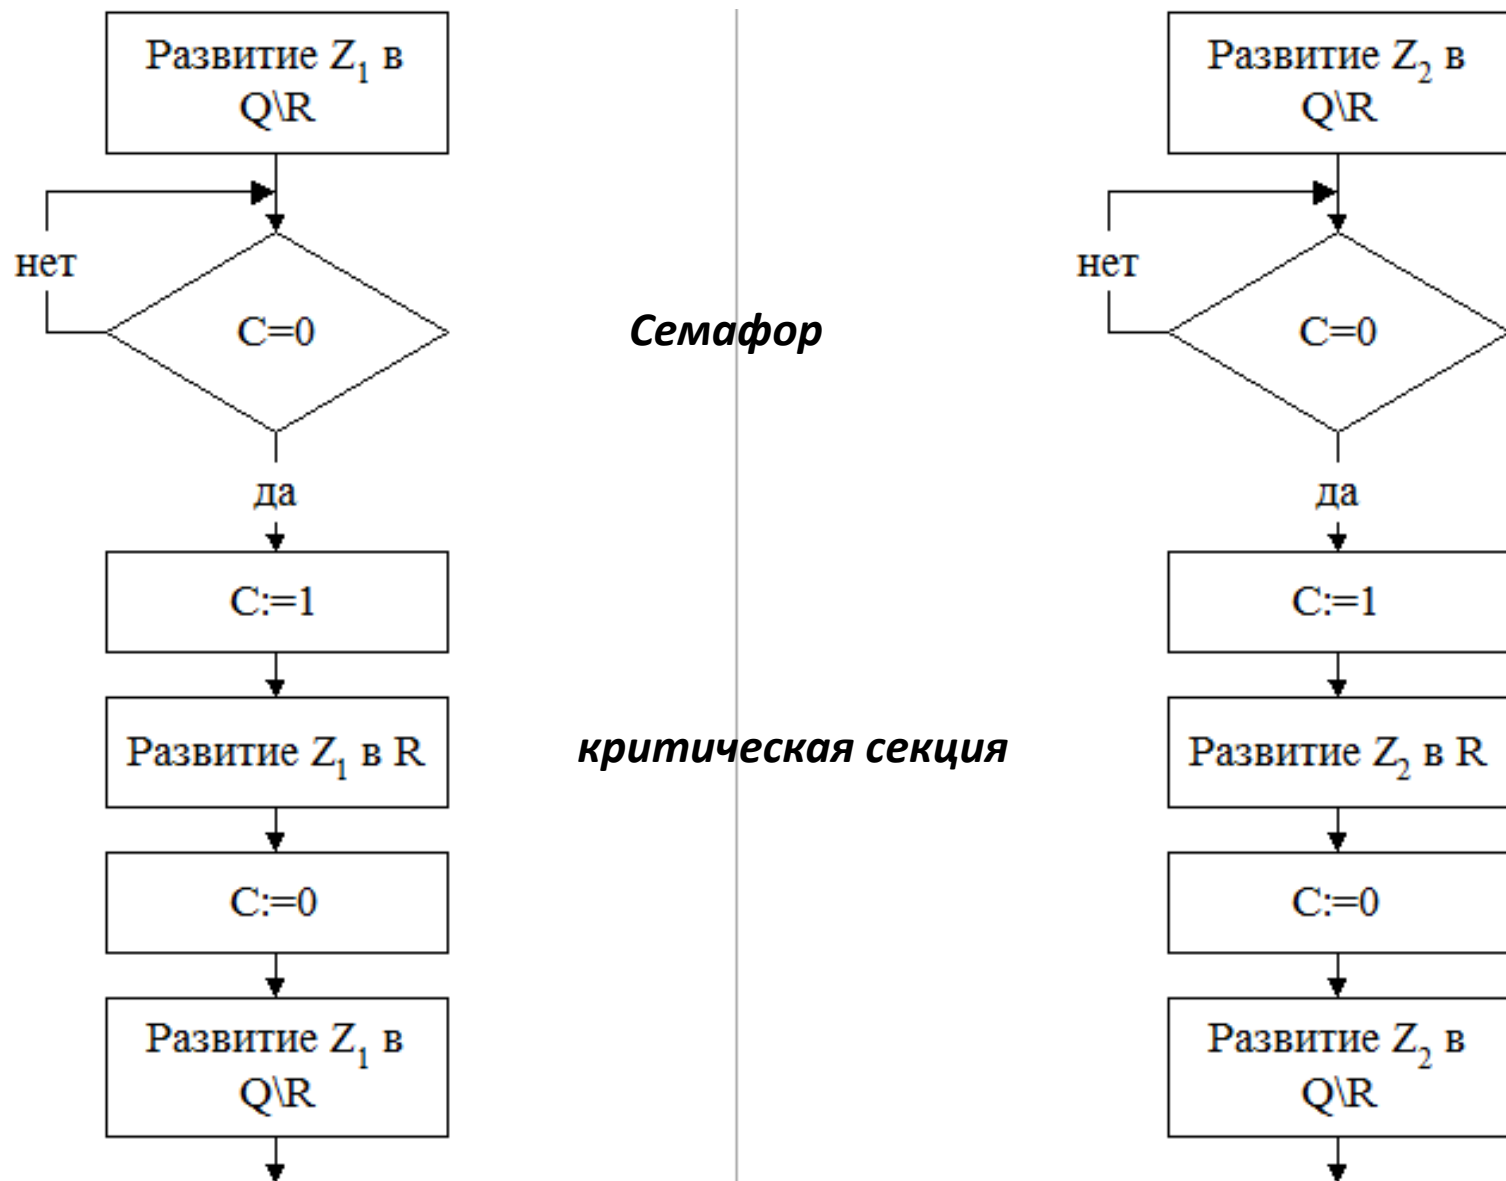 Развитие Z₁ в
Q\R
нет
C=0
да
C:=1
Развитие Z₁ в R
C:=0
Развитие Z₁ в
Q\R
Семафор
критическая секция
Развитие Z₂ в
Q\R
нет
C=0
да
C:=1
Развитие Z₂ в R
C:=0
Развитие Z₂ в
Q\R